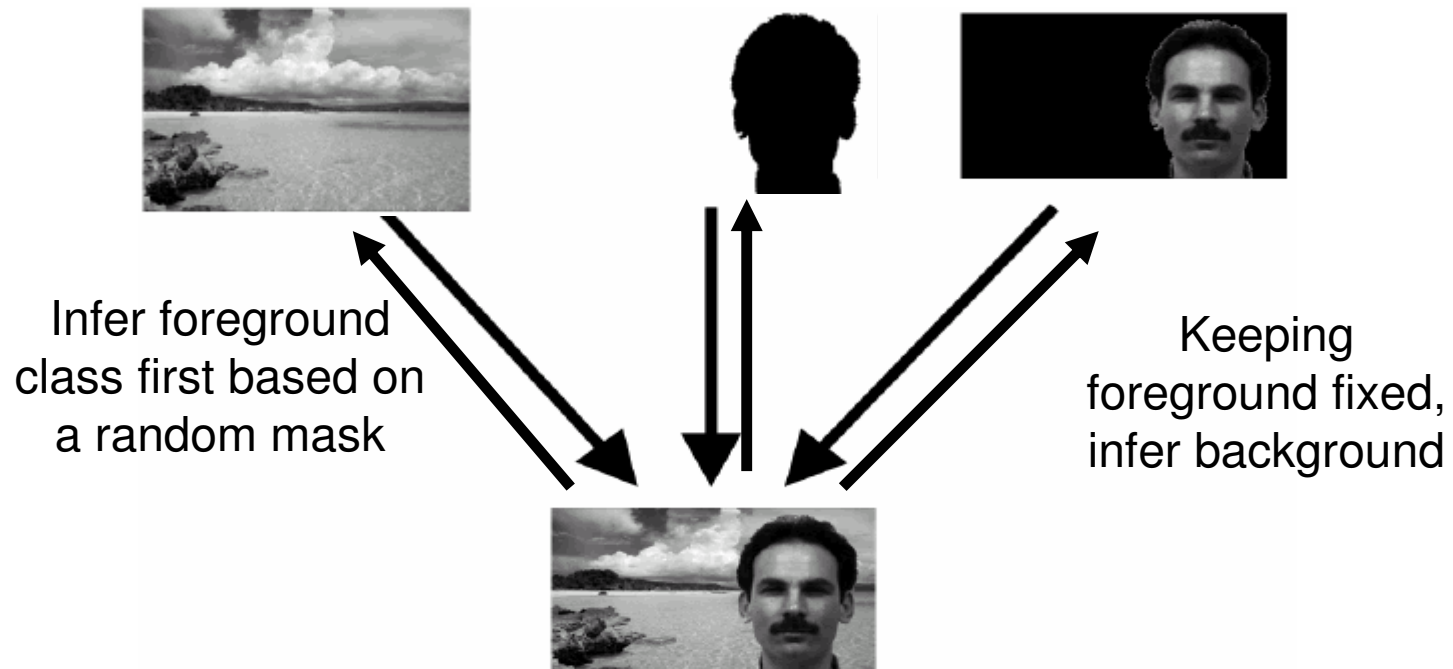 Infer foreground
class first based on
a random mask
Keeping
foreground fixed,
infer background